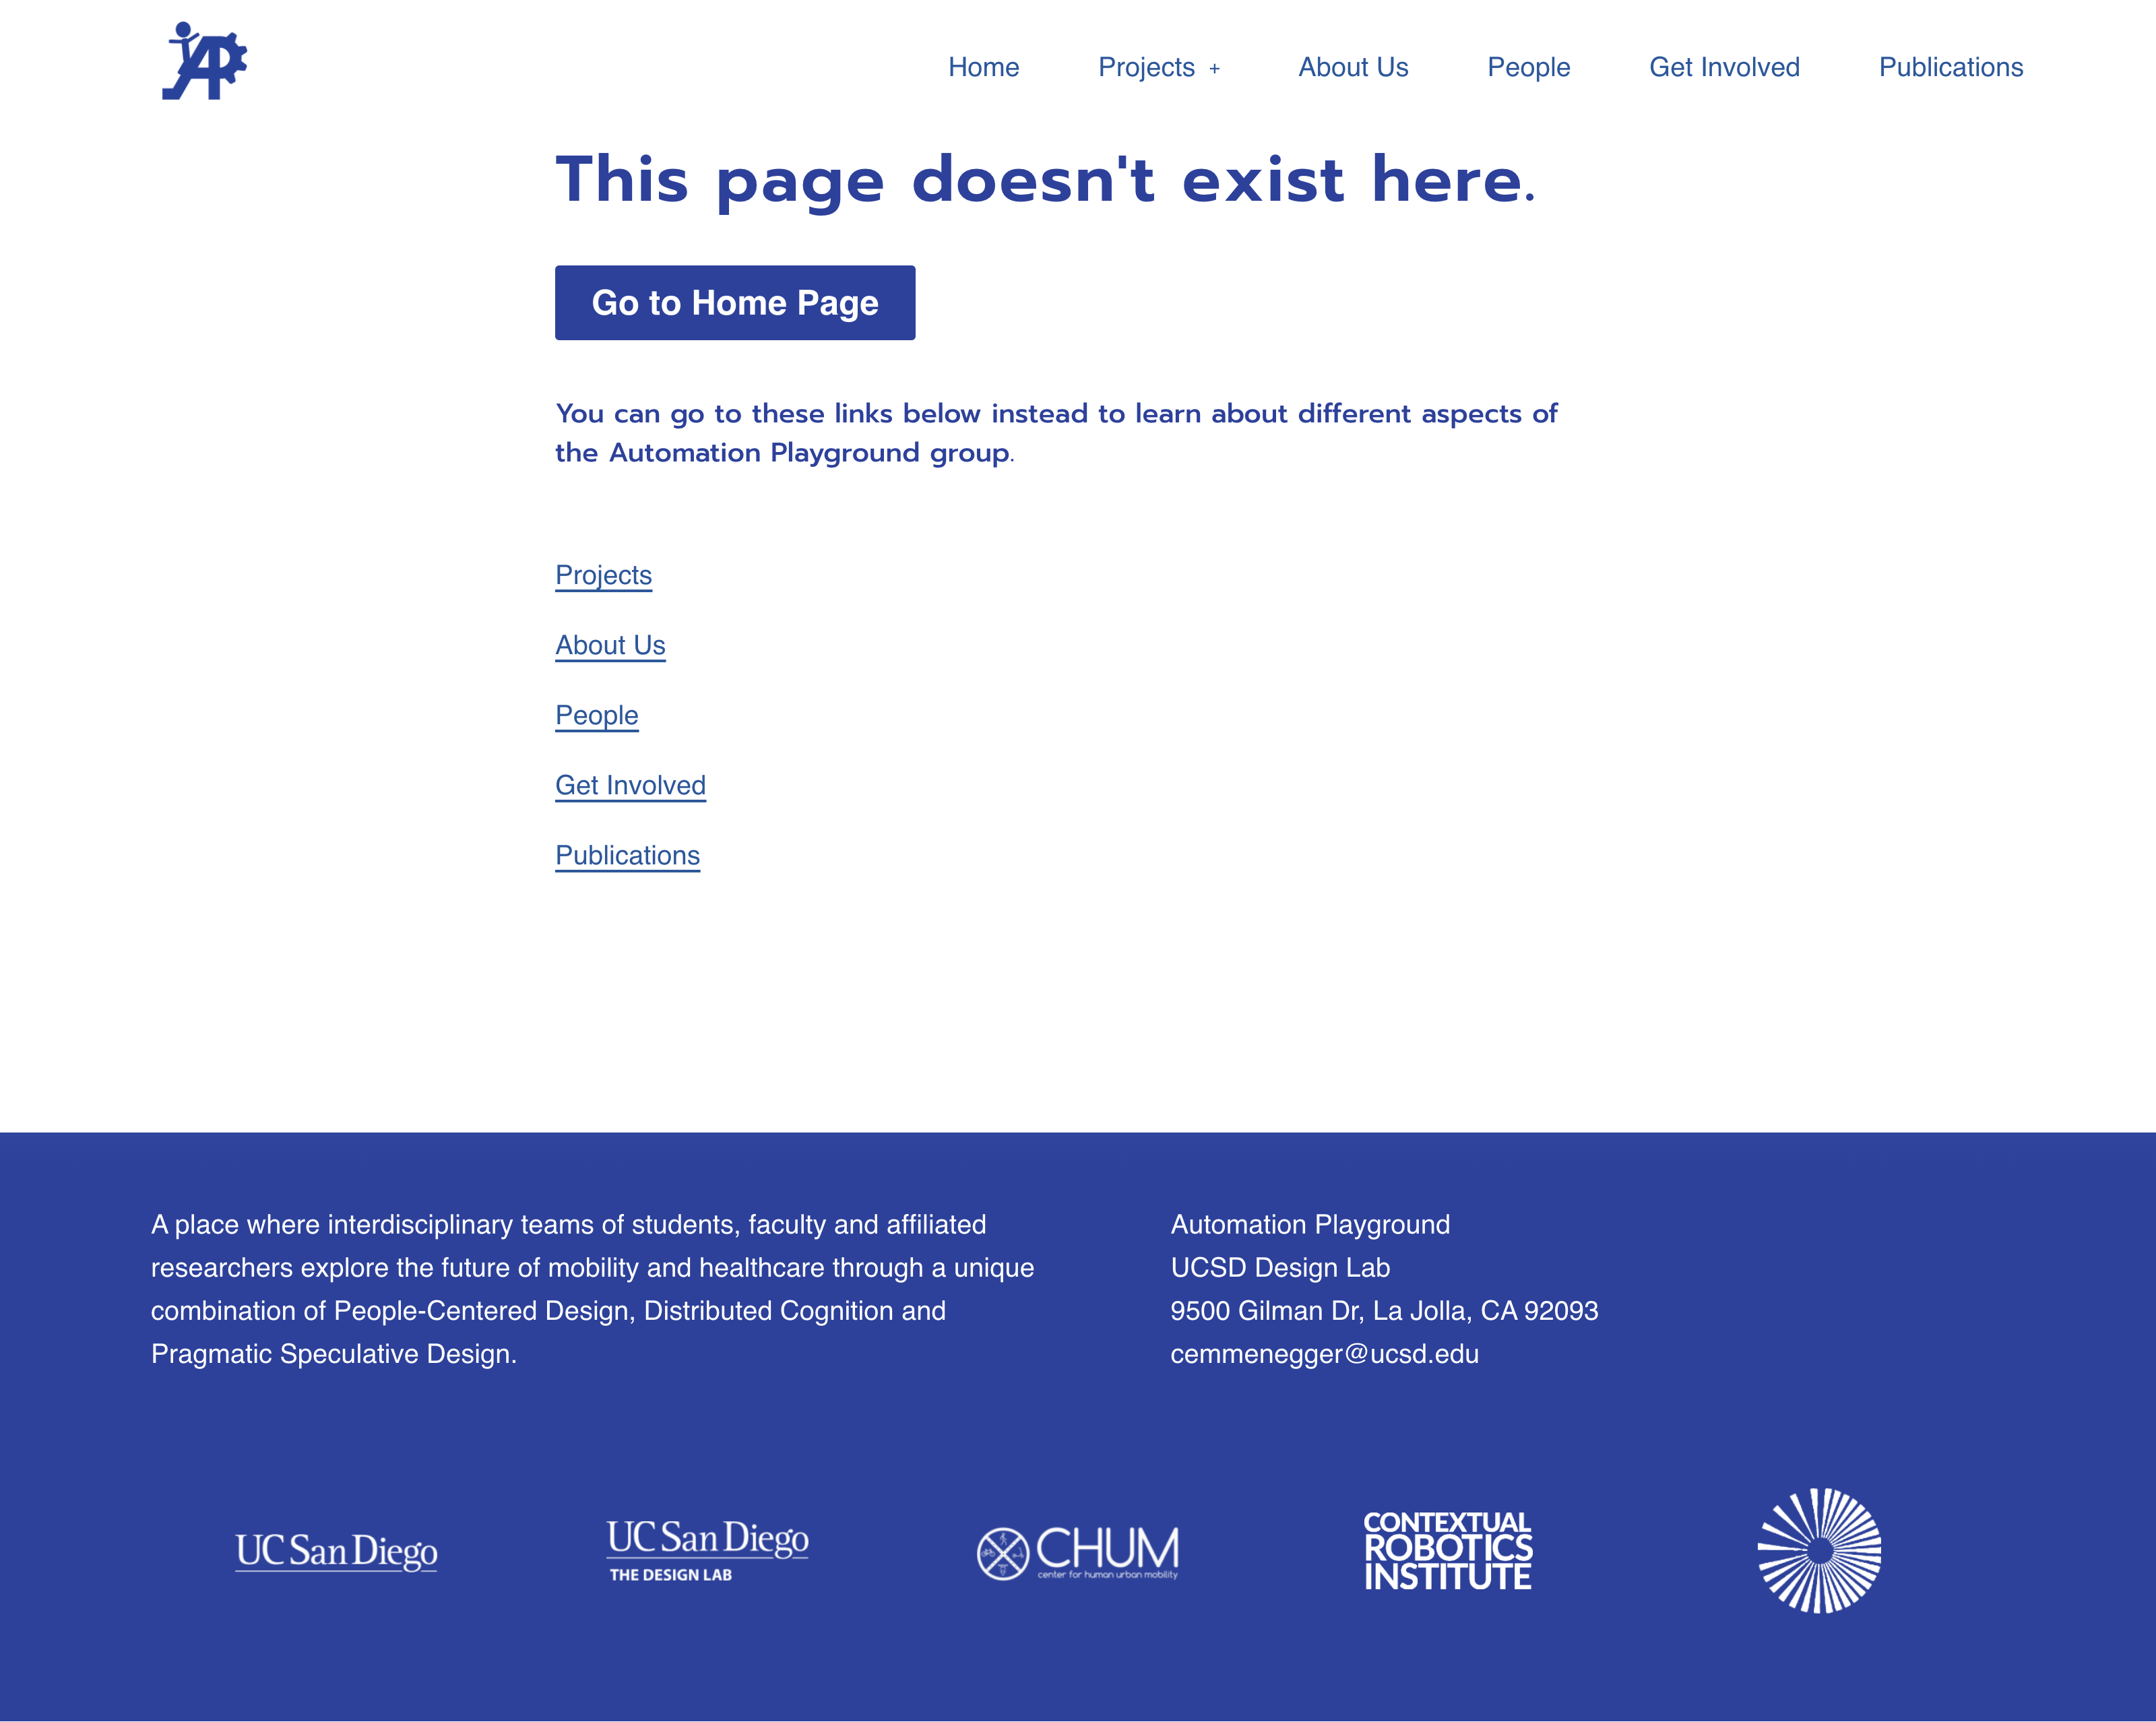 AP
Home
Projects +
About Us
People
Get Involved
Publications
This page doesn't exist here.
Go to Home Page
You can go to these links below instead to learn about different aspects of
the Automation Playground group.
Projects
About Us
People
Get Involved
Publications
A place where interdisciplinary teams of students, faculty and affiliated
researchers explore the future of mobility and healthcare through a unique
combination of People-Centered Design, Distributed Cognition and
Pragmatic Speculative Design.
Automation Playground
UCSD Design Lab
9500 Gilman Dr, La Jolla, CA 92093
cemmenegger@ucsd.edu
UC San Diego
UC San Diego
THE DESIGN LAB
CHUM
center for human urban mobility
CONTEXTUAL
ROBOTICS
INSTITUTE